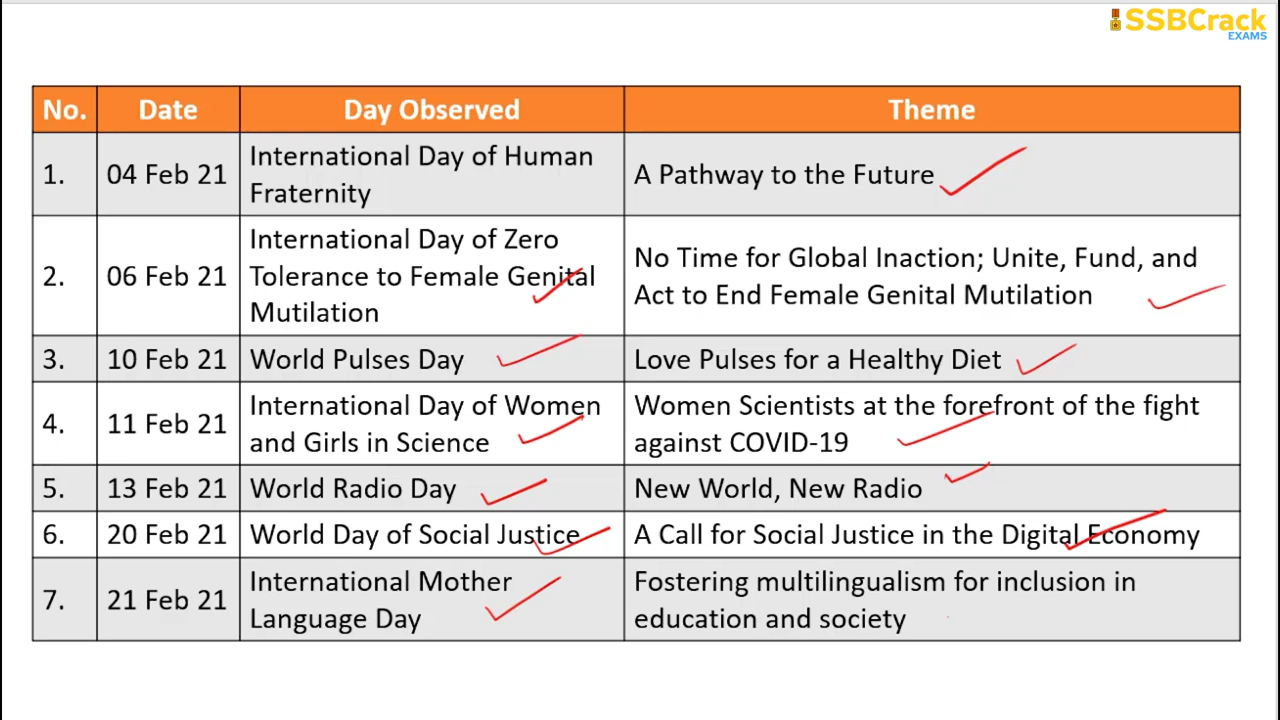 SSBCrack
EXAMS
No. Date Day Observed Theme
1. 04 Feb 21 International Day of Human
Fraternity A Pathway to the Future
2. 06 Feb 21 International Day of Zero
Tolerance to Female Genital
Mutilation No Time for Global Inaction; Unite, Fund, and
Act to End Female Genital Mutilation
3. 10 Feb 21 World Pulses Day Love Pulses for a Healthy Diet
4. 11 Feb 21 International Day of Women
and Girls in Science Women Scientists at the forefront of the fight
against COVID-19
5. 13 Feb 21 World Radio Day New World, New Radio
6. 20 Feb 21 World Day of Social Justice A Call for Social Justice in the Digital Economy
7. 21 Feb 21 International Mother
Language Day Fostering multilingualism for inclusion in
education and society